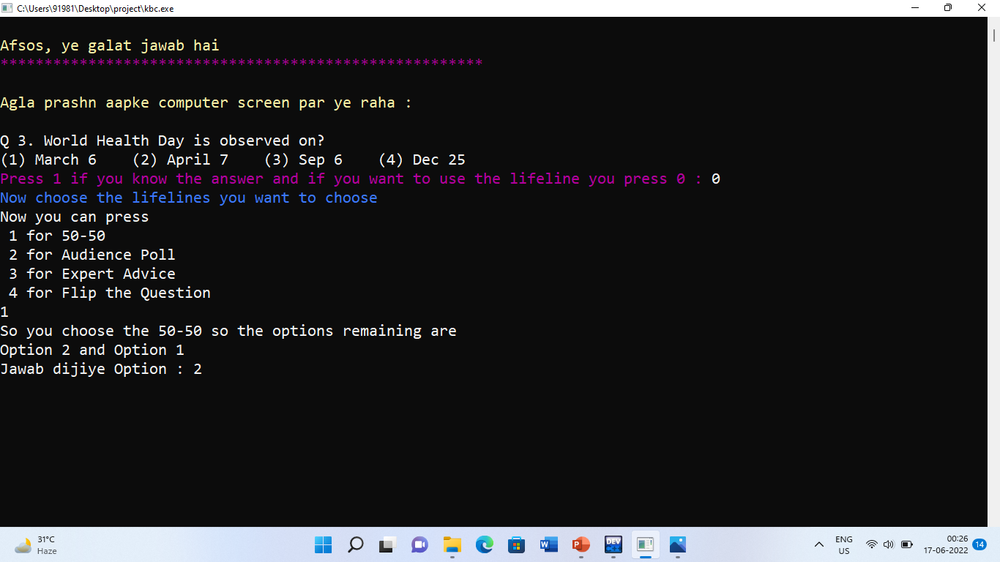 C:\Users\91981\Desktop\project\kbc.exe
Afsos, ye galat jawab hai
*******************************************************
Agla prashn aapke computer screen par ye raha :
Q 3. World Health Day is observed on?
(1) March 6    (2) April 7    (3) Sep 6    (4) Dec 25
Press 1 if you know the answer and if you want to use the lifeline you press 0 : 0
Now choose the lifelines you want to choose
Now you can press
 1 for 50-50
 2 for Audience Poll
 3 for Expert Advice
 4 for Flip the Question
1
So you choose the 50-50 so the options remaining are
Option 2 and Option 1
Jawab dijiye Option : 2
31°C
Haze
W
P
DEV
ENG
US
00:26
17-06-2022
14